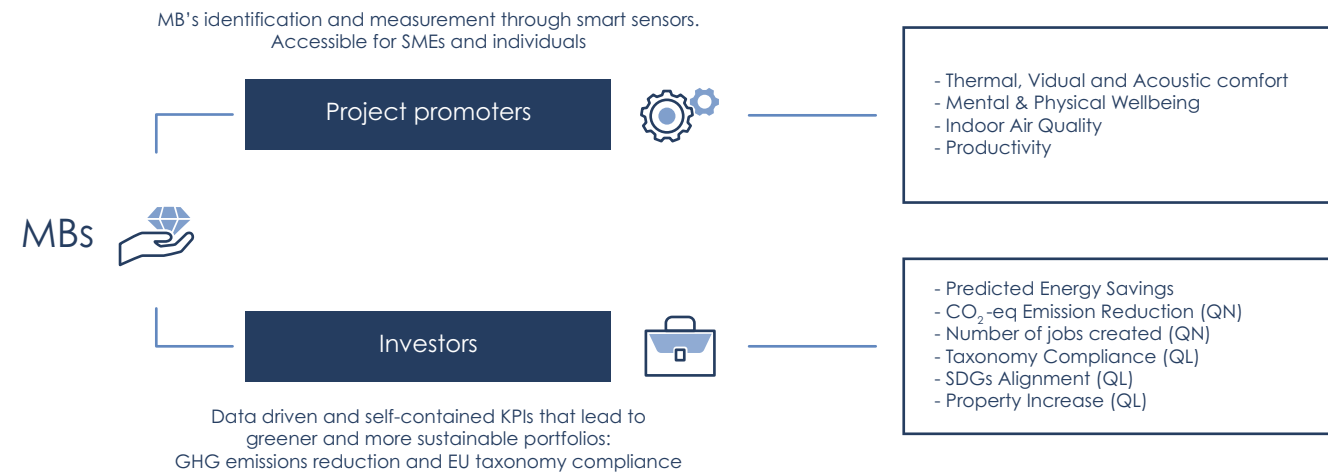 MB's identification and measurement through smart sensors.
Accessible for SMEs and individuals
Project promoters
- Thermal, Vidual and Acoustic comfort
- Mental & Physical Wellbeing
- Indoor Air Quality
- Productivity
MBs
Investors
- Predicted Energy Savings
- CO₂-eq Emission Reduction (QN)
- Number of jobs created (QN)
- Taxonomy Compliance (QL)
- SDGs Alignment (QL)
- Property Increase (QL)
Data driven and self-contained KPIs that lead to
greener and more sustainable portfolios:
GHG emissions reduction and EU taxonomy compliance